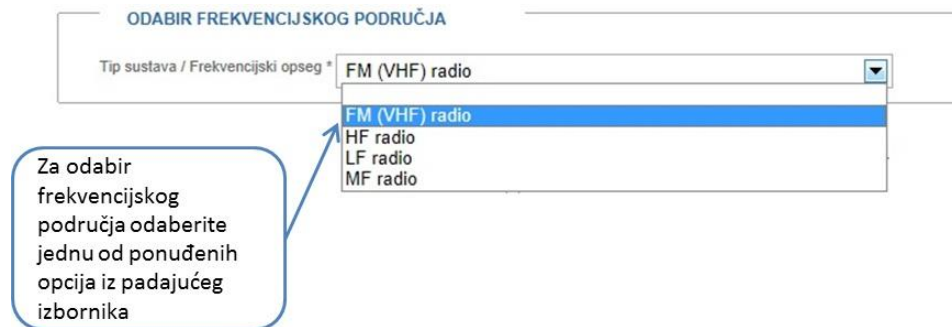 ODABIR FREKVENCIJSKOG PODRUČJA
Tip sustava / Frekvencijski opseg * FM (VHF) radio
FM (VHF) radio
HF radio
LF radio
MF radio
Za odabir
frekvencijskog
područja odaberite
jednu od ponuđenih
opcija iz padajućeg
izbornika